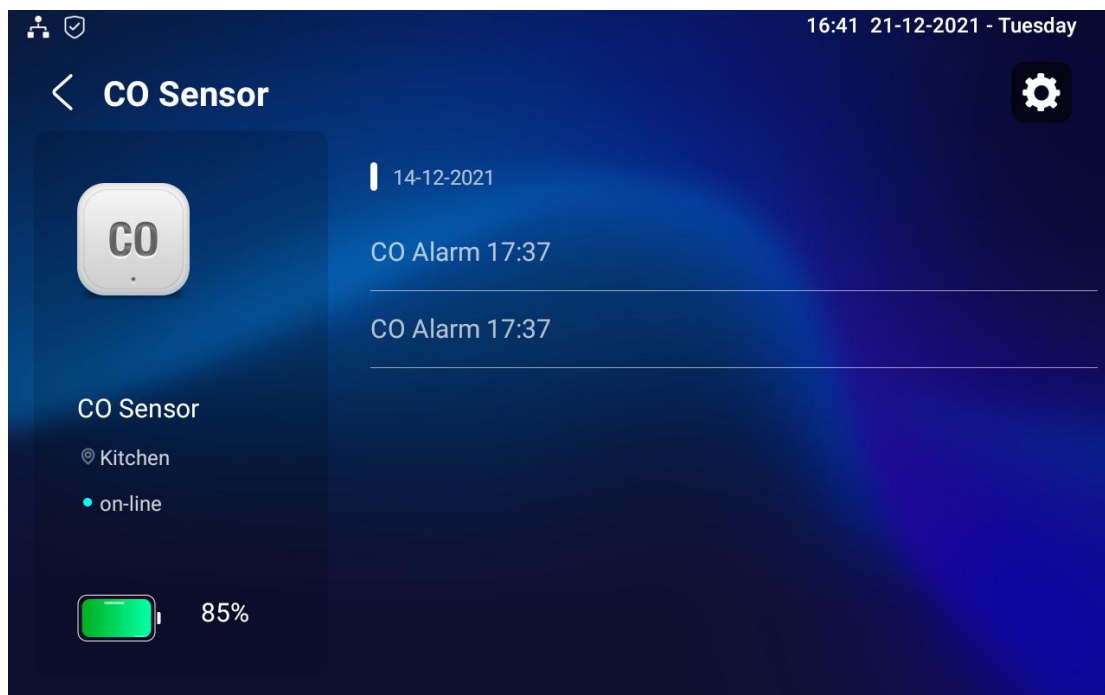 16:41 21-12-2021 - Tuesday
CO Sensor
CO
CO Sensor
Kitchen
on-line
85%
14-12-2021
CO Alarm 17:37
CO Alarm 17:37